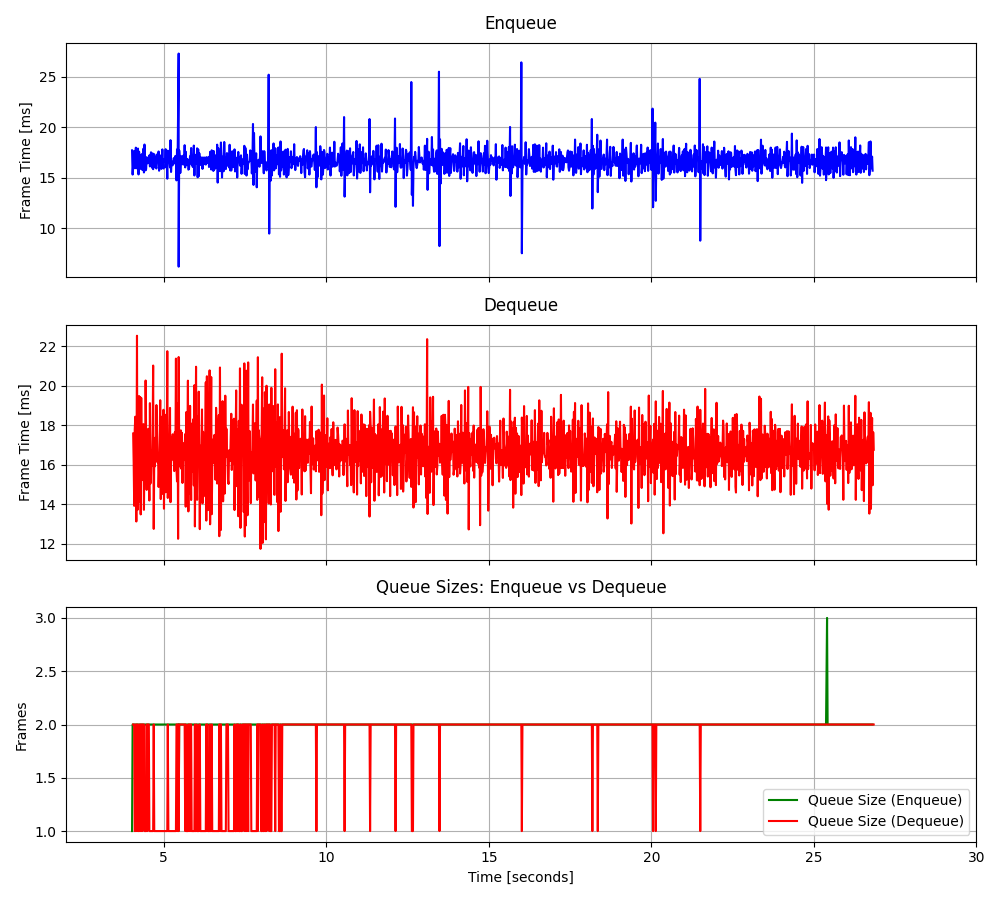 Enqueue
Frame Time [ms]
25
20
15
10
Dequeue
Frame Time [ms]
22
20
18
16
14
12
Queue Sizes: Enqueue vs Dequeue
Frames
3.0
2.5
2.0
1.5
1.0
Queue Size (Enqueue)
Queue Size (Dequeue)
5 10 15 20 25 30
Time [seconds]